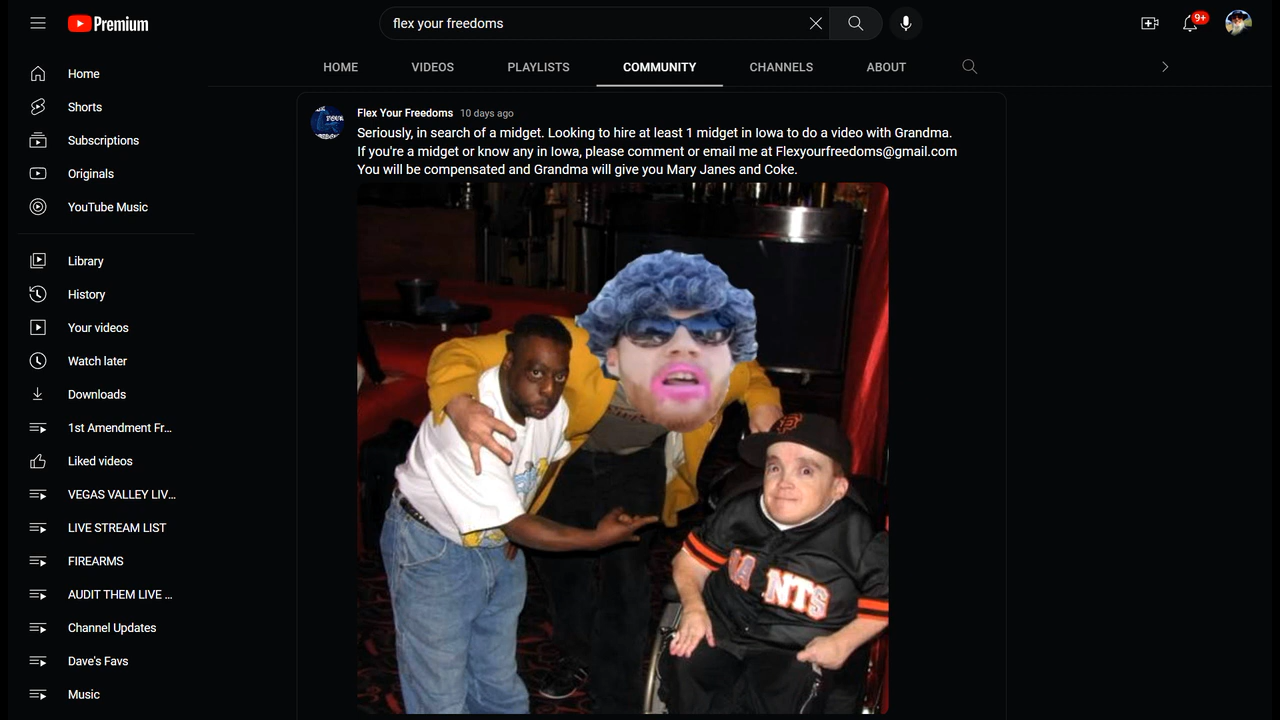 Premium
flex your freedoms
9+
HOME VIDEOS PLAYLISTS COMMUNITY CHANNELS ABOUT
Home
Shorts
Subscriptions
Originals
YouTube Music
Library
History
Your videos
Watch later
Downloads
1st Amendment Fr...
Liked videos
VEGAS VALLEY LIV...
LIVE STREAM LIST
FIREARMS
AUDIT THEM LIVE ...
Channel Updates
Dave's Favs
Music
Flex Your Freedoms 10 days ago
Seriously, in search of a midget. Looking to hire at least 1 midget in Iowa to do a video with Grandma.
If you're a midget or know any in Iowa, please comment or email me at Flexyourfreedoms@gmail.com
You will be compensated and Grandma will give you Mary Janes and Coke.
NTS